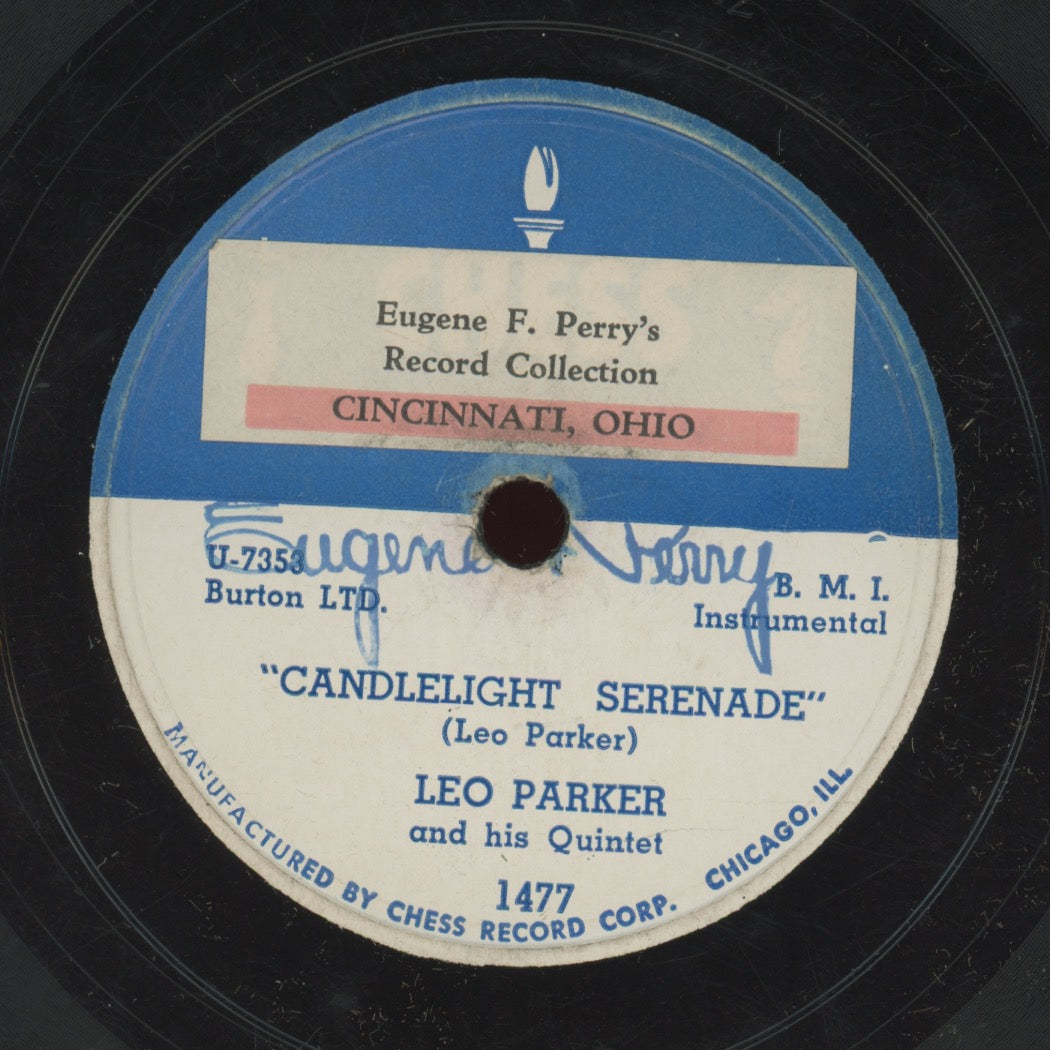 Eugene F. Perry's
Record Collection
CINCINNATI, OHIO
Eugene Perry
U-7353
Burton LTD.
B. M. I.
Instrumental
"CANDLELIGHT SERENADE"
(Leo Parker)
LEO PARKER
and his Quintet
1477
MANUFACTURED BY CHESS RECORD CORP. CHICAGO, ILL.